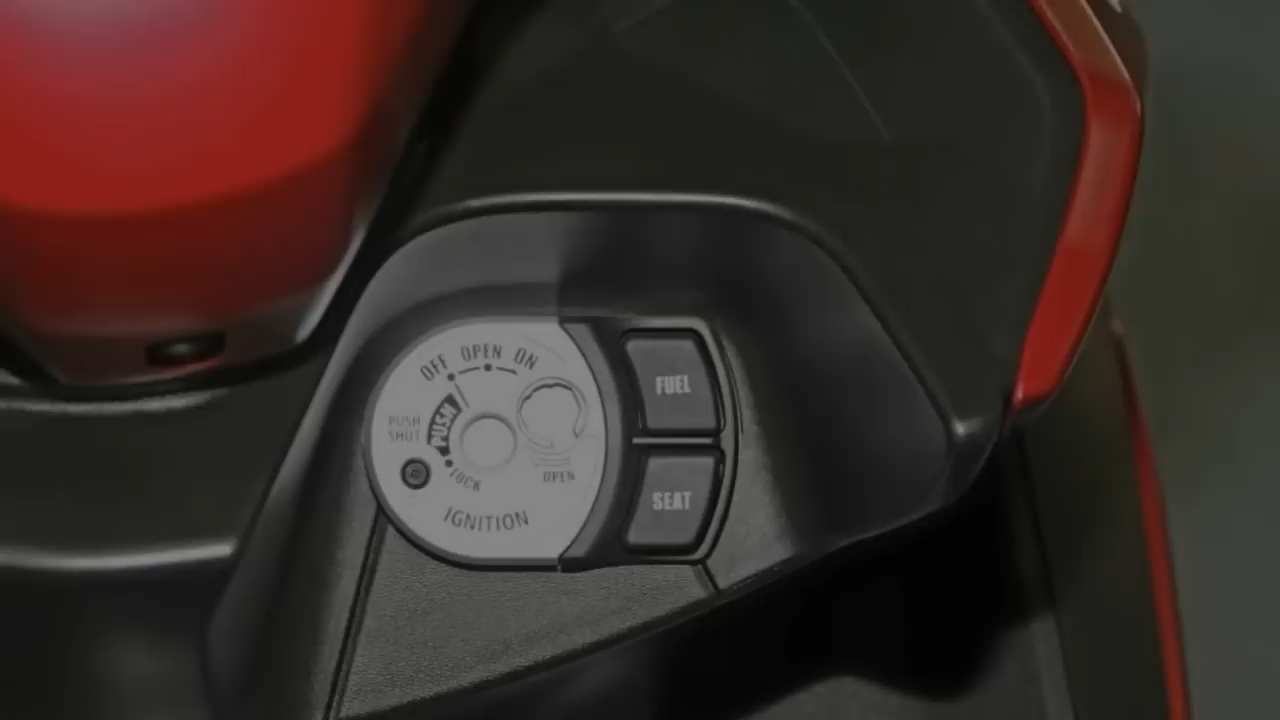 OFF OPEN ON
PUSH
PUSH
SHUT
LOCK
OPEN
IGNITION
FUEL
SEAT